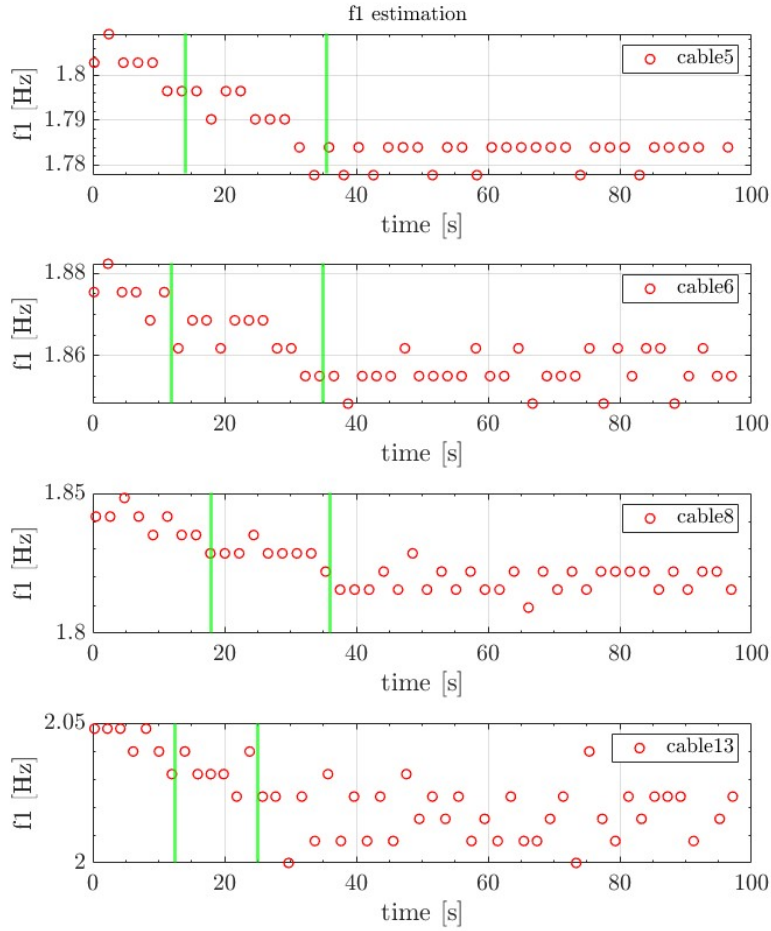 f1 estimation
f1 [Hz]
1.8
1.79
1.78
cable5
0 20 40 60 80 100
time [s]
f1 [Hz]
1.88
1.86
cable6
0 20 40 60 80 100
time [s]
f1 [Hz]
1.85
1.8
cable8
0 20 40 60 80 100
time [s]
f1 [Hz]
2.05
2
cable13
0 20 40 60 80 100
time [s]